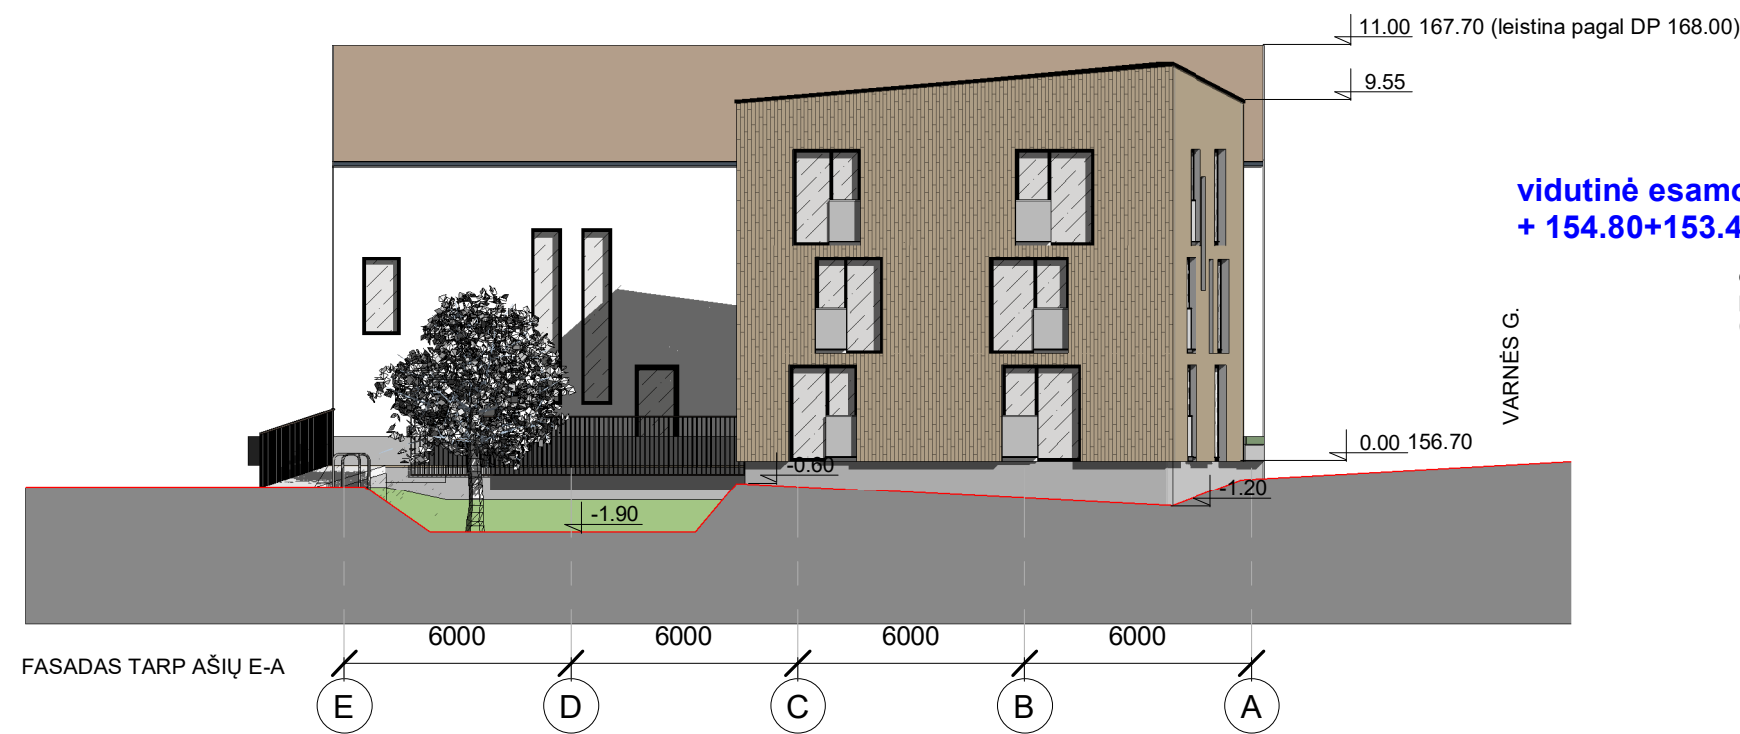 11.00 167.70 (leistina pagal DP 168.00)
9.55
vidutinė
+ 154.80+153.4
VARNĖS G.
0.00 156.70
-0.60
-1.20
-1.90
6000 6000 6000 6000
FASADAS TARP AŠIŲ E-A
E D C B A